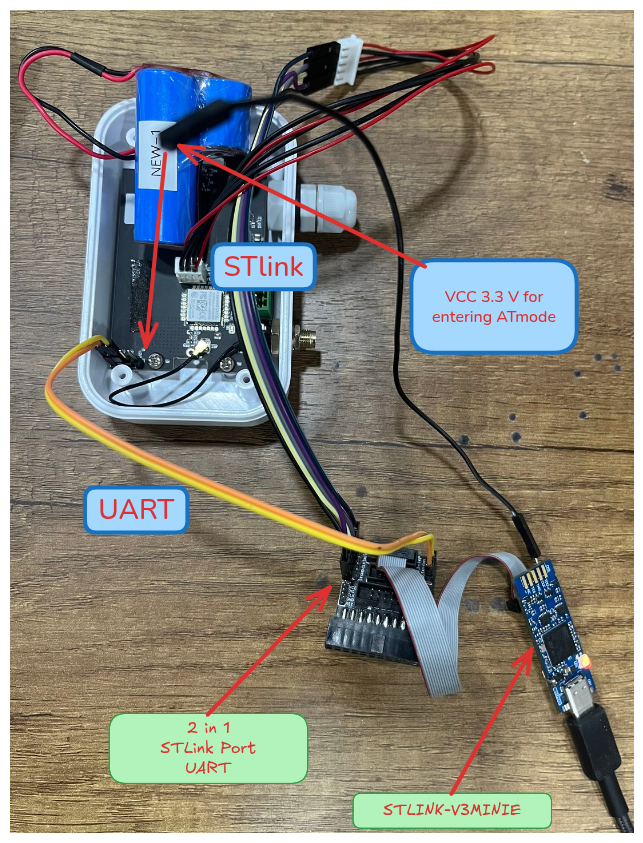 NEW-1
STlink
VCC 3.3 V for
entering ATmode
UART
2 in 1
STLink Port
UART
STLINK-V3MINIE